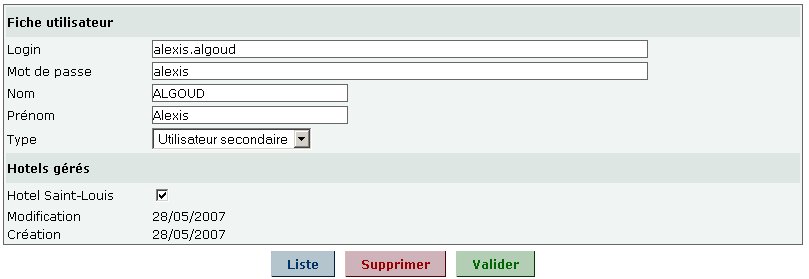 Fiche utilisateur
Login alexis.algoud
Mot de passe alexis
Nom ALGOUD
Prénom Alexis
Type Utilisateur secondaire
Hotels gérés
Hotel Saint-Louis
Modification 28/05/2007
Création 28/05/2007
Liste Supprimer Valider